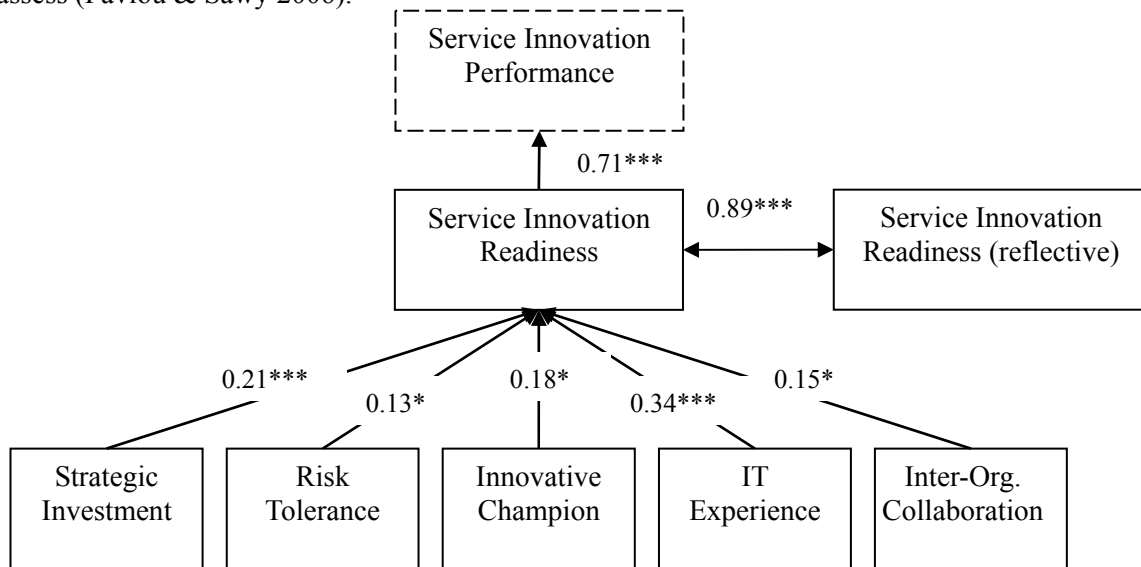 assess (Pavlou & Sawy 2006).
Service Innovation
Performance
0.71***
Service Innovation
Readiness
0.89***
Service Innovation
Readiness (reflective)
0.21***
0.13*
0.18*
0.34***
0.15*
Strategic
Investment
Risk
Tolerance
Innovative
Champion
IT
Experience
Inter-Org.
Collaboration